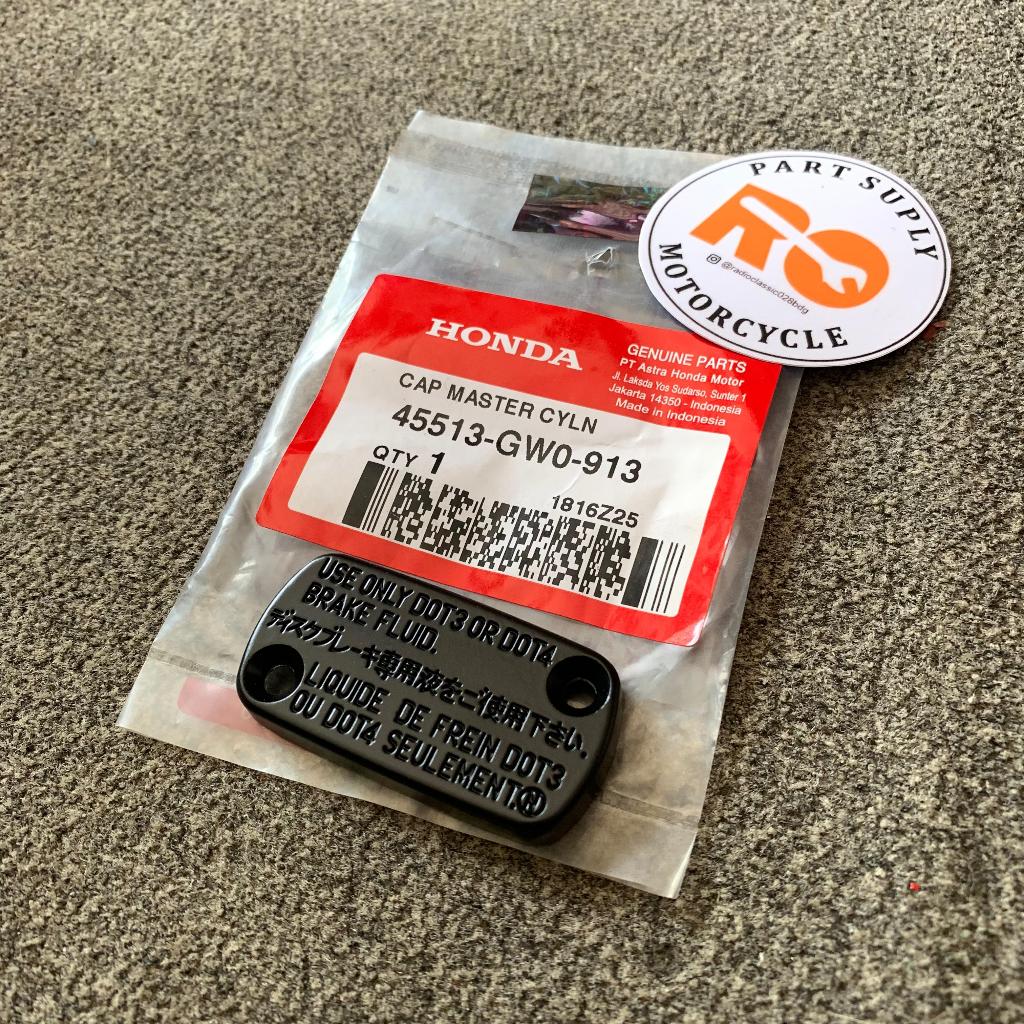 PART SUPLY
RO
@radioclassic028bdg
MOTORCYCLE
HONDA
GENUINE PARTS
PT Astra Honda Motor
Jl. Laksda Yos Sudarso, Sunter 1
Jakarta 14350 - Indonesia
Made in Indonesia
CAP MASTER CYLN
45513-GW0-913
QTY 1
1816Z25
USE ONLY DOT3 OR DOT4
BRAKE FLUID.
ディスクブレーキ専用液をご使用下さい.
LIQUIDE DE FREIN DOT3
OU DOT4 SEULEMENT.Ⓝ